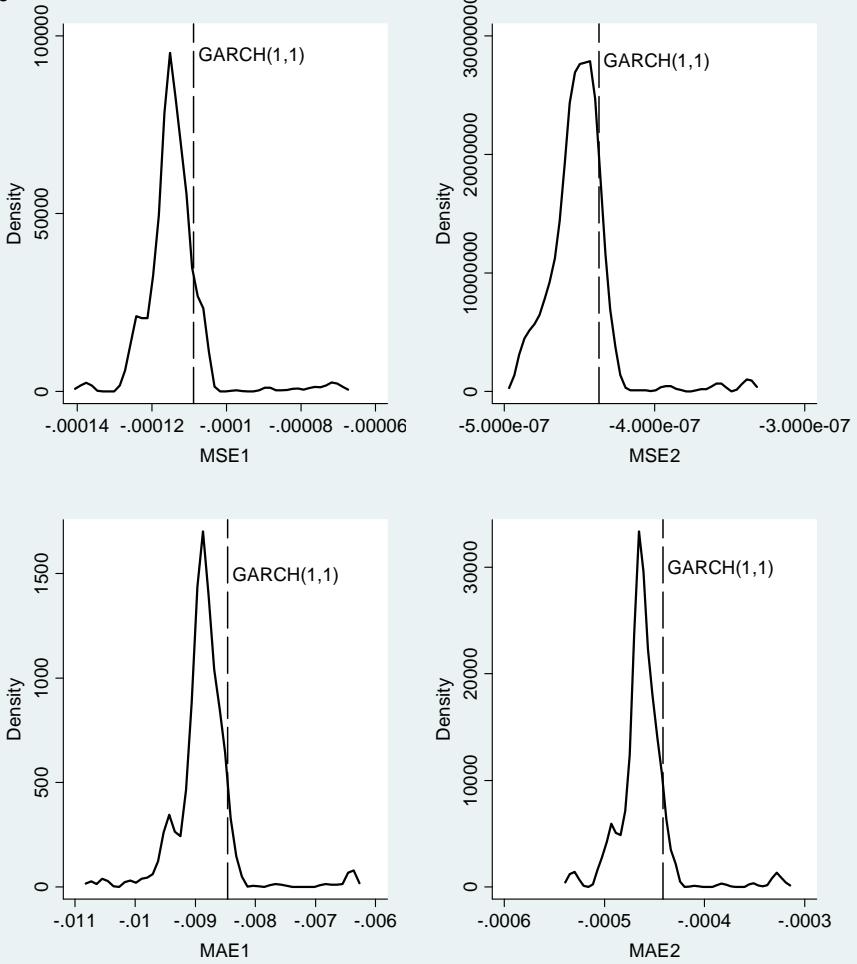 100000
50000
0
Density
GARCH(1,1)
-.00014 -.00012 -.0001 -.00008 -.00006
MSE1
30000000
20000000
10000000
0
Density
GARCH(1,1)
-5.000e-07 -4.000e-07 -3.000e-07
MSE2
1500
1000
500
0
Density
GARCH(1,1)
-.011 -.01 -.009 -.008 -.007 -.006
MAE1
30000
20000
10000
0
Density
GARCH(1,1)
-.0006 -.0005 -.0004 -.0003
MAE2